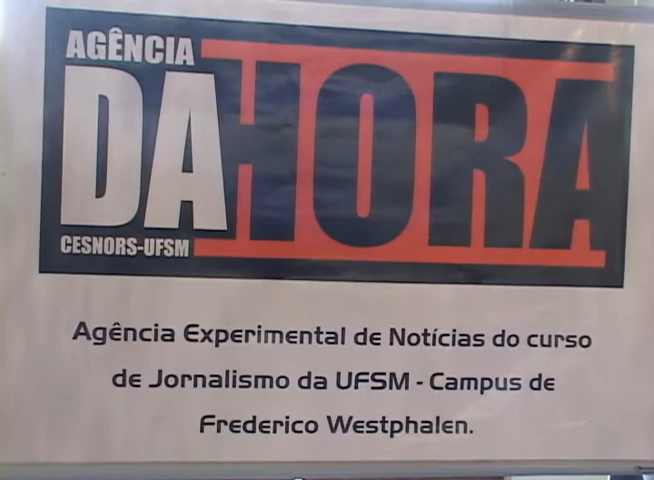 AGÊNCIA
DAHORA
CESNORS-UFSM
Agência Experimental de Notícias do curso
de Jornalismo da UFSM - Campus de
Frederico Westphalen.